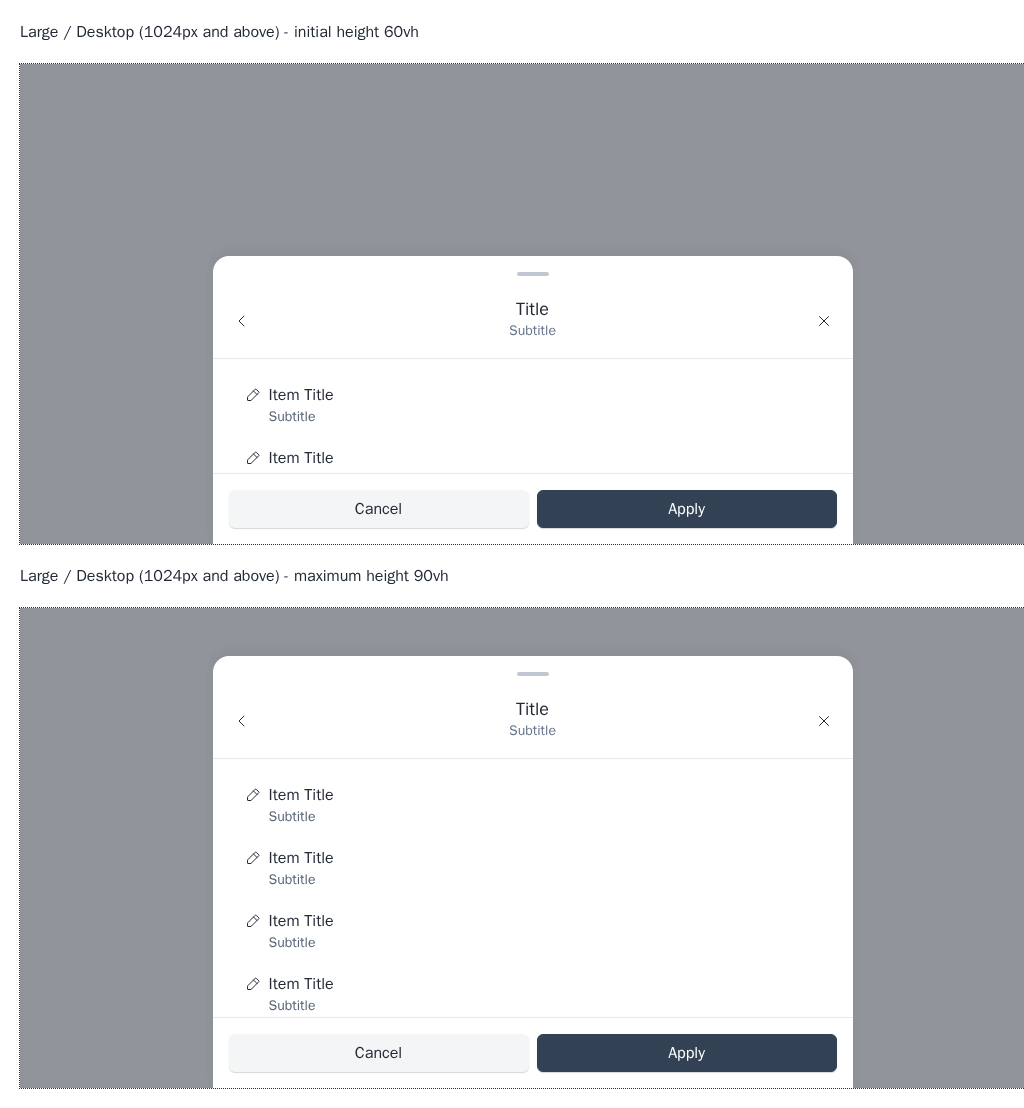 Large / Desktop (1024px and above) - initial height 60vh
Title
Subtitle
Item Title
Subtitle
Item Title
Cancel
Apply
Large / Desktop (1024px and above) - maximum height 90vh
Title
Subtitle
Item Title
Subtitle
Item Title
Subtitle
Item Title
Subtitle
Item Title
Subtitle
Cancel
Apply